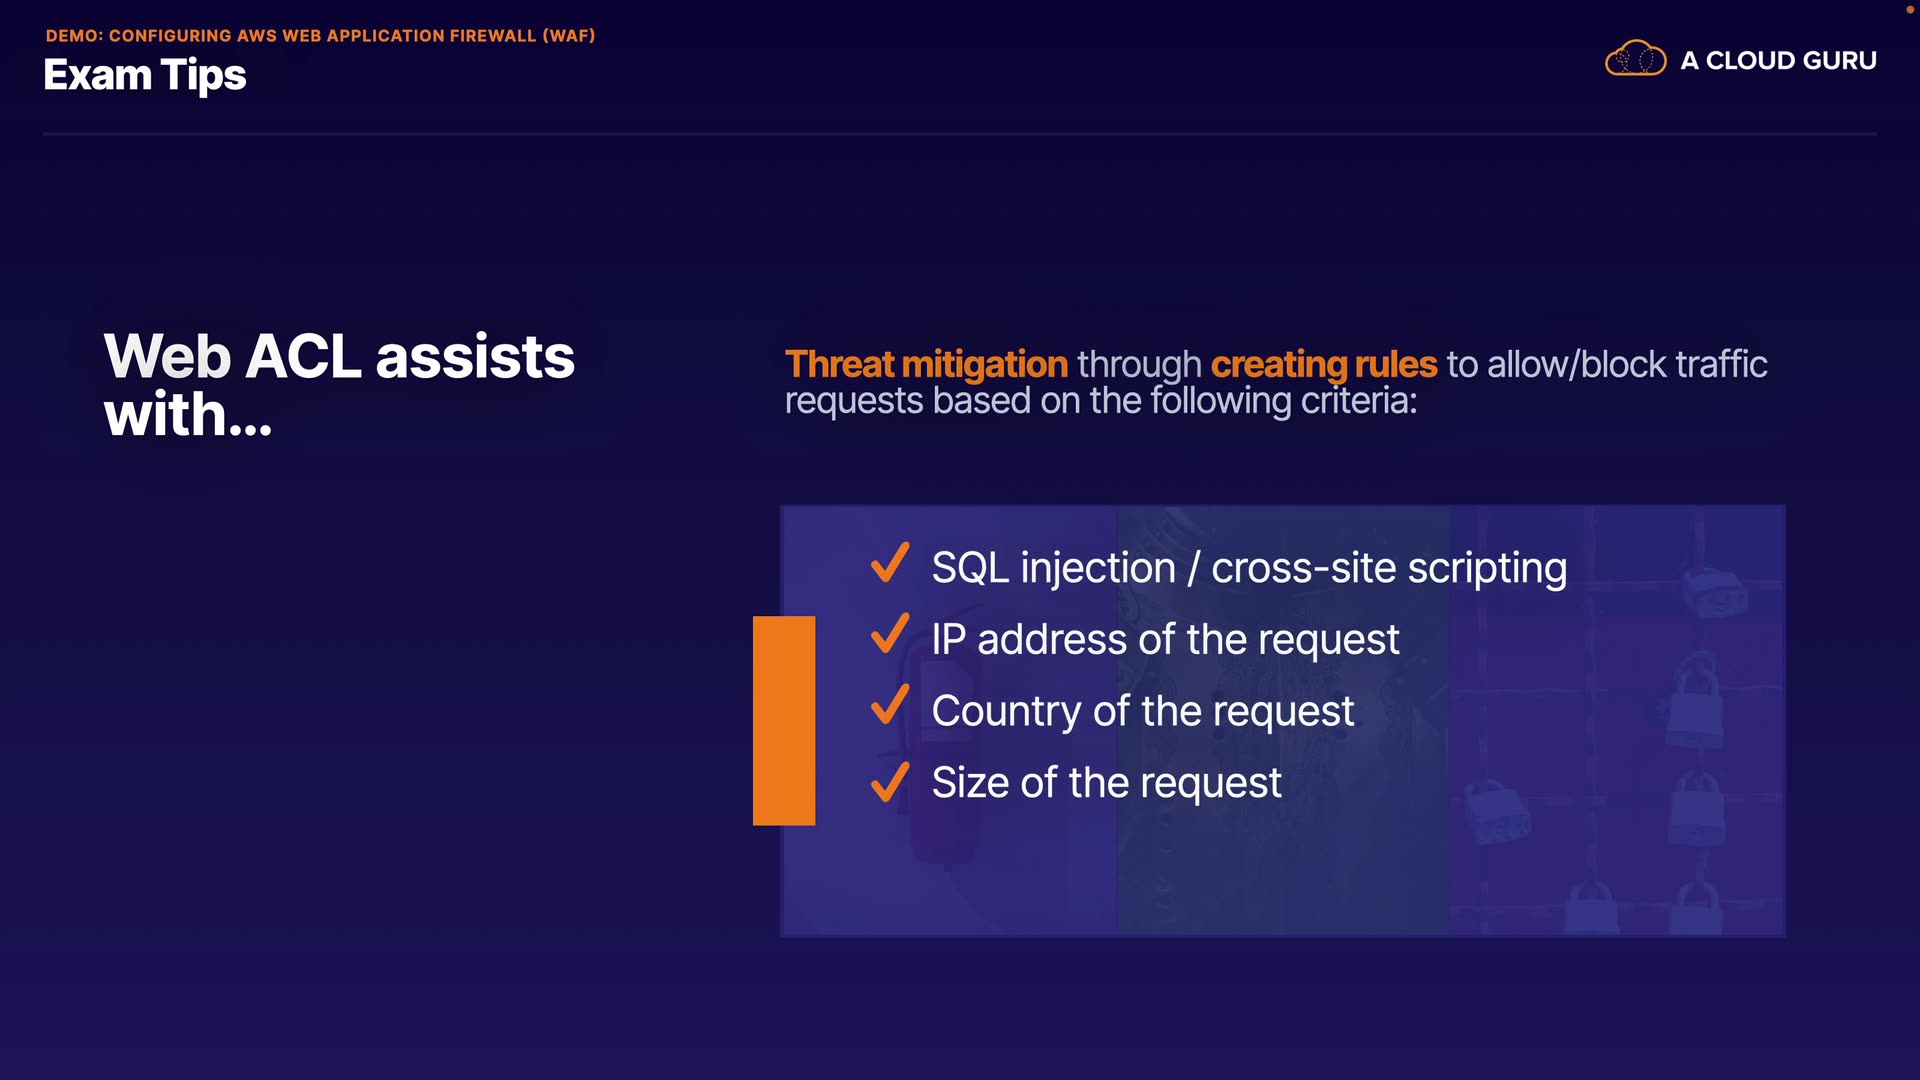 DEMO: CONFIGURING AWS WEB APPLICATION FIREWALL (WAF)
Exam Tips
A CLOUD GURU
Web ACL assists
with...
Threat mitigation through creating rules to allow/block traffic
requests based on the following criteria:
SQL injection / cross-site scripting
IP address of the request
Country of the request
Size of the request